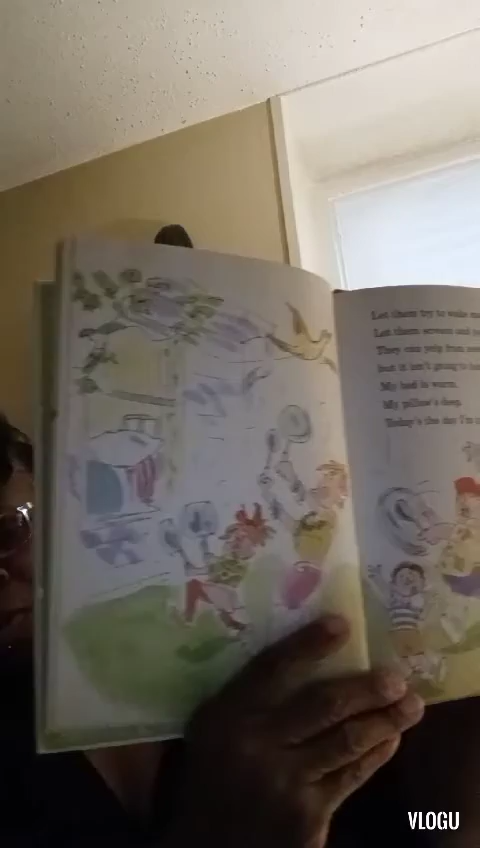 Let them try to wake me
Let them scream and
They can yelp from
but it isn't going to
My bed is warm.
My pillow's deep.
Today's the day I'm
VLOGU